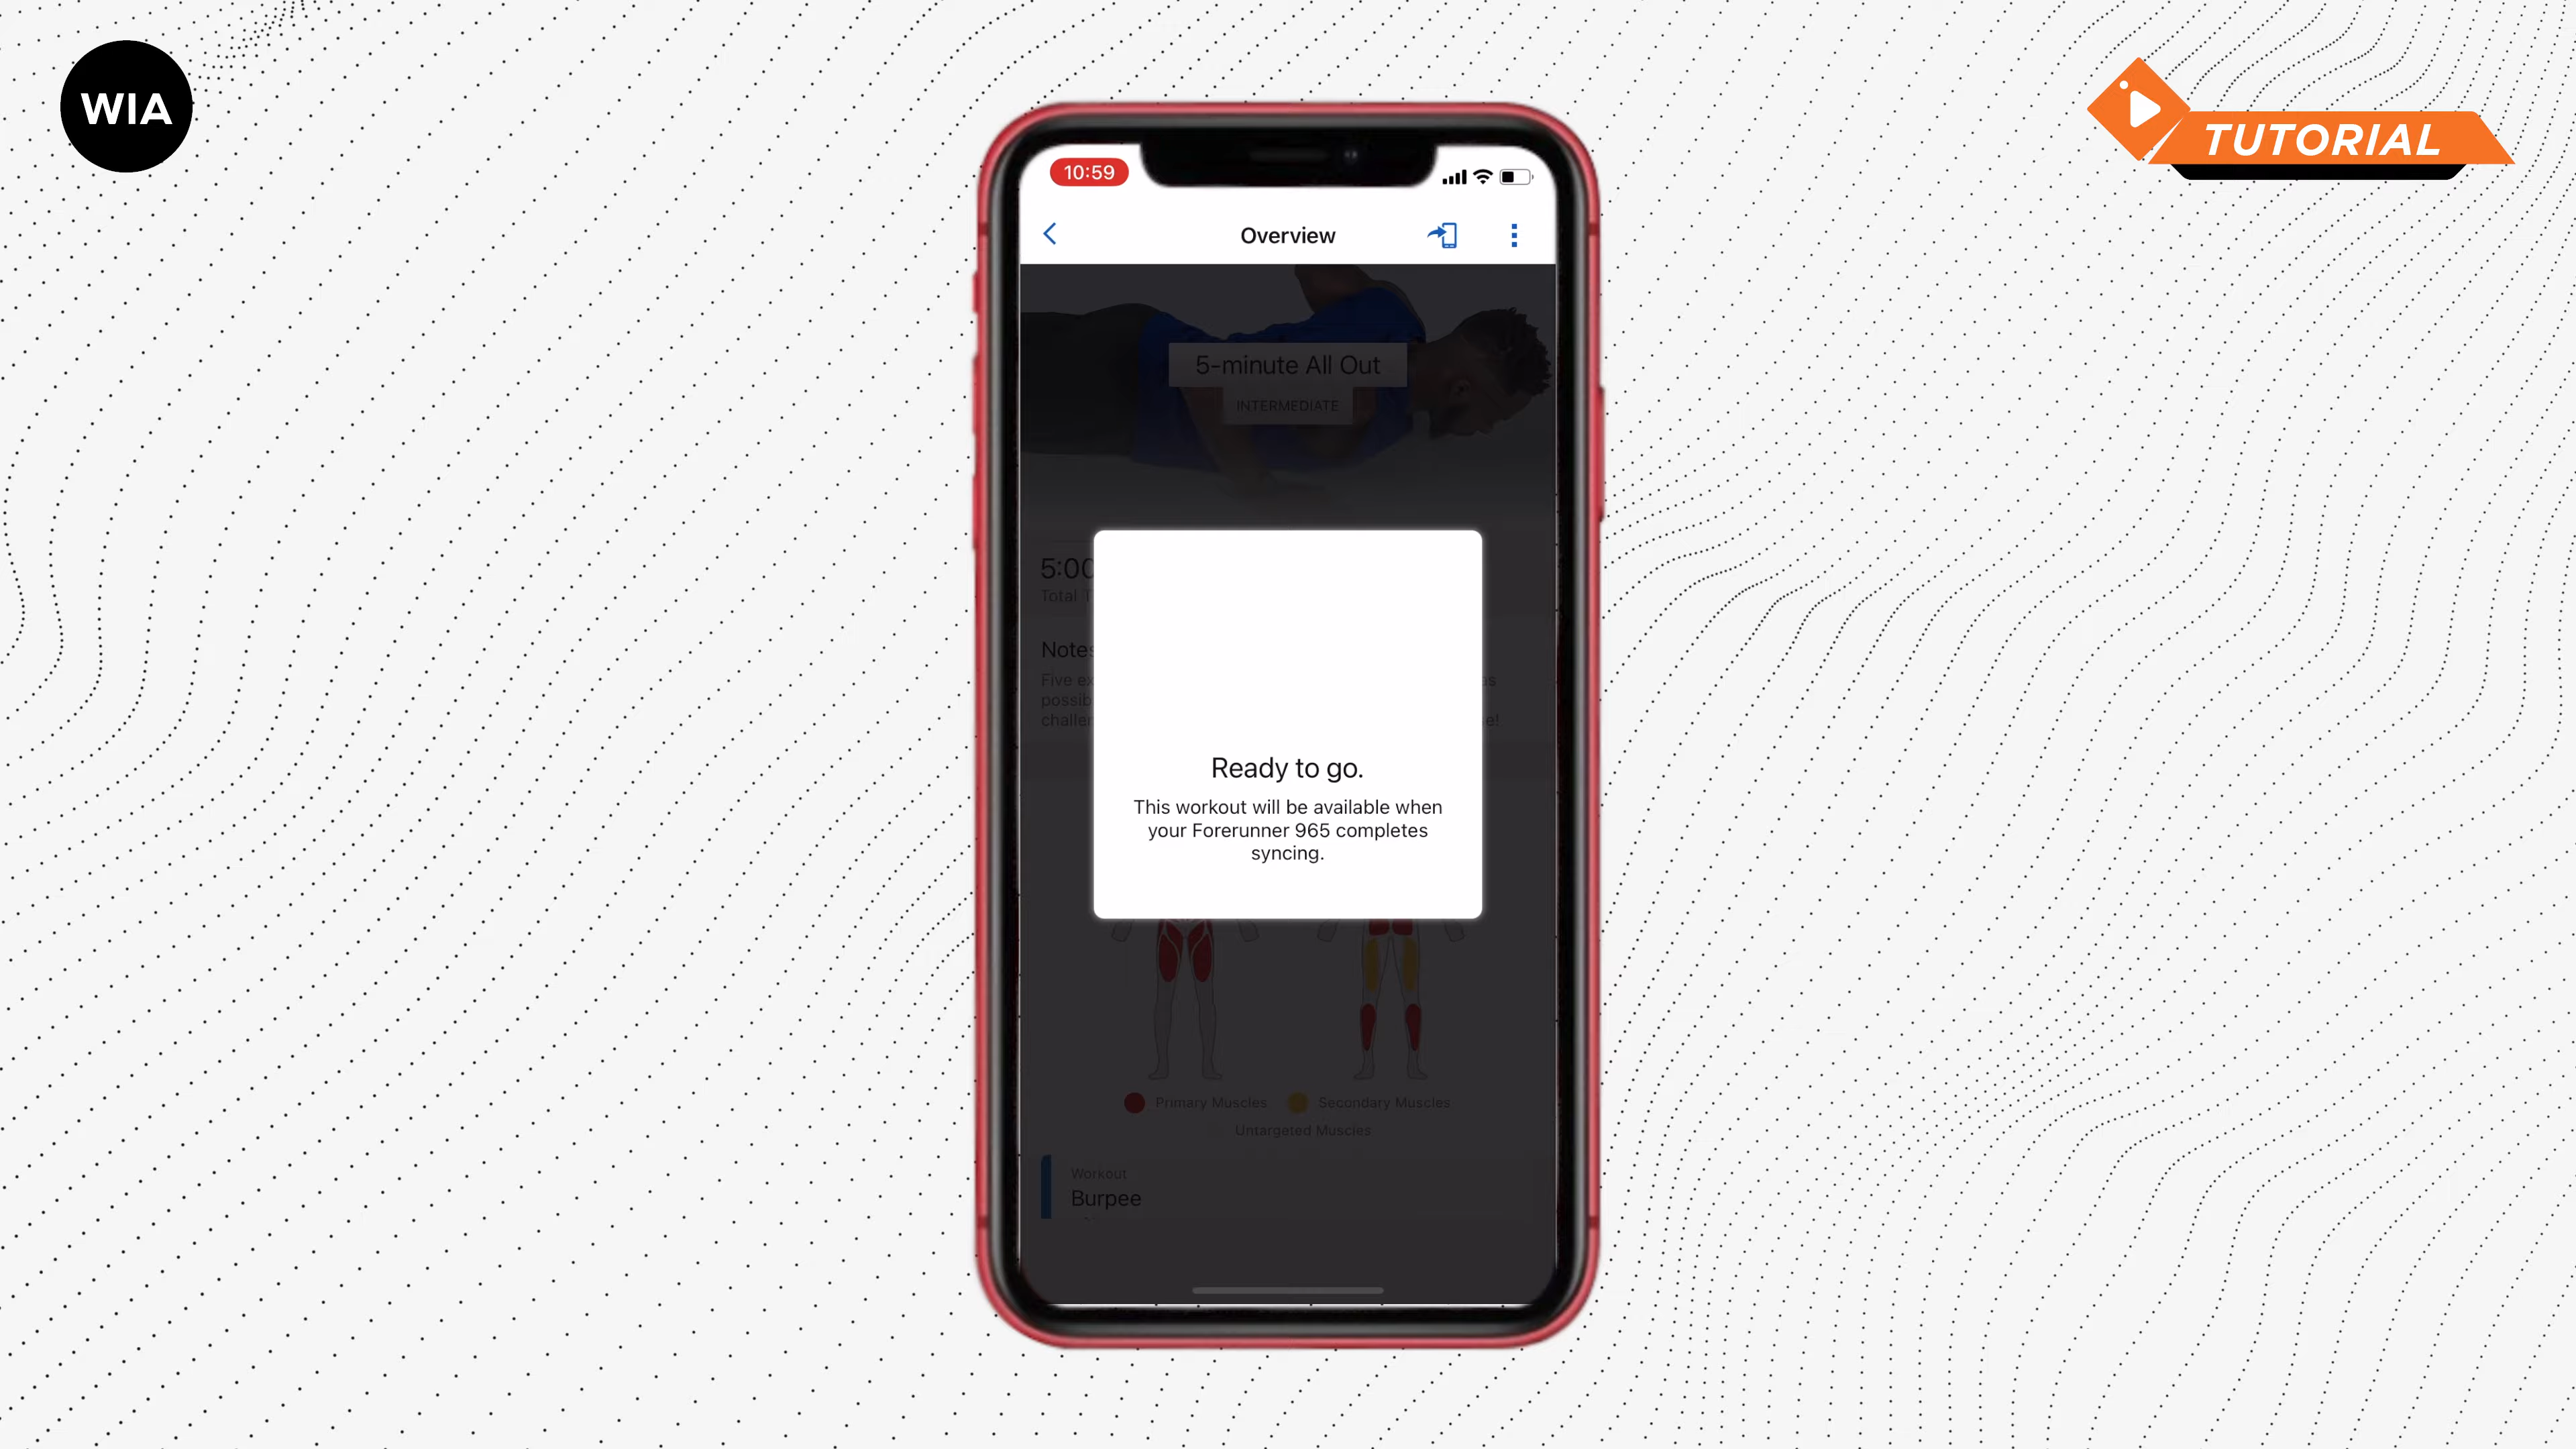 WIA
TUTORIAL
10:59
Overview
5-minute All Out
INTERMEDIATE
5:00
Total
Notes
Five
possib
challen
e!
Ready to go.
This workout will be available when
your Forerunner 965 completes
syncing.
Primary Muscles
Secondary Muscles
Untargeted Muscles
Workout
Burpee